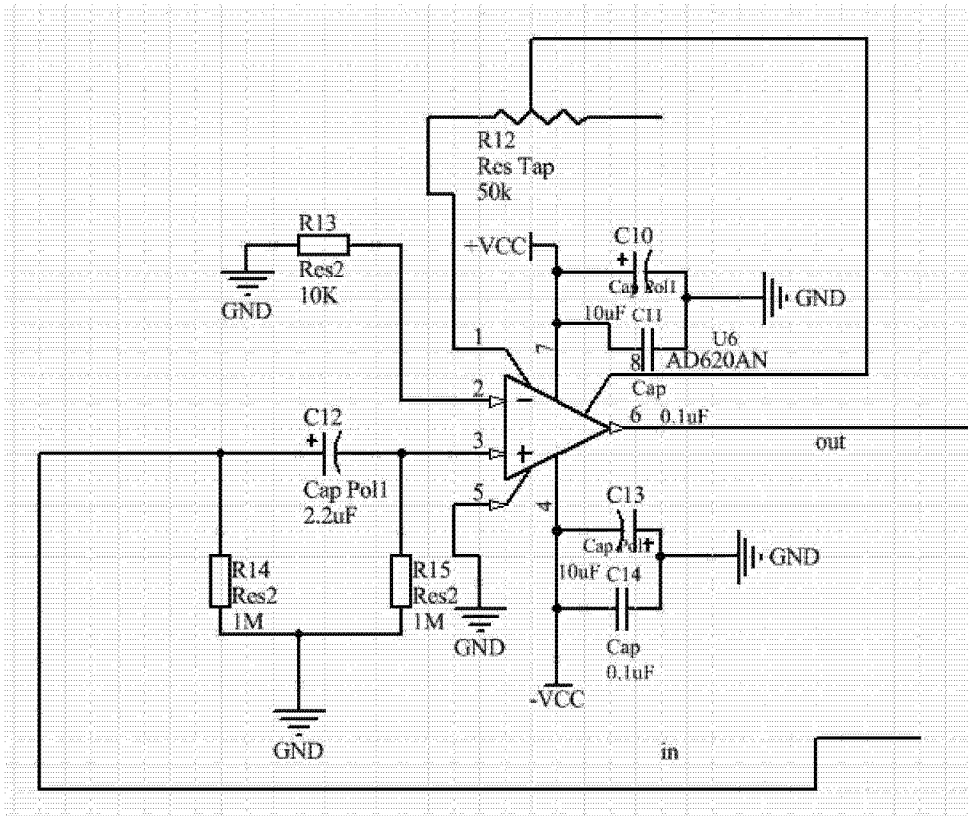 R12
Res Tap
50k
R13
Res2
10K
GND
+VCC
+
C10
Cap Pol1
10uF
C11
GND
U6
AD620AN
1
7
8
Cap
0.1uF
2
−
6
out
C12
+
Cap Pol1
2.2uF
3
+
5
4
C13
Cap Pol1
+
10uF
C14
GND
R14
Res2
1M
R15
Res2
1M
GND
Cap
0.1uF
-VCC
GND
in